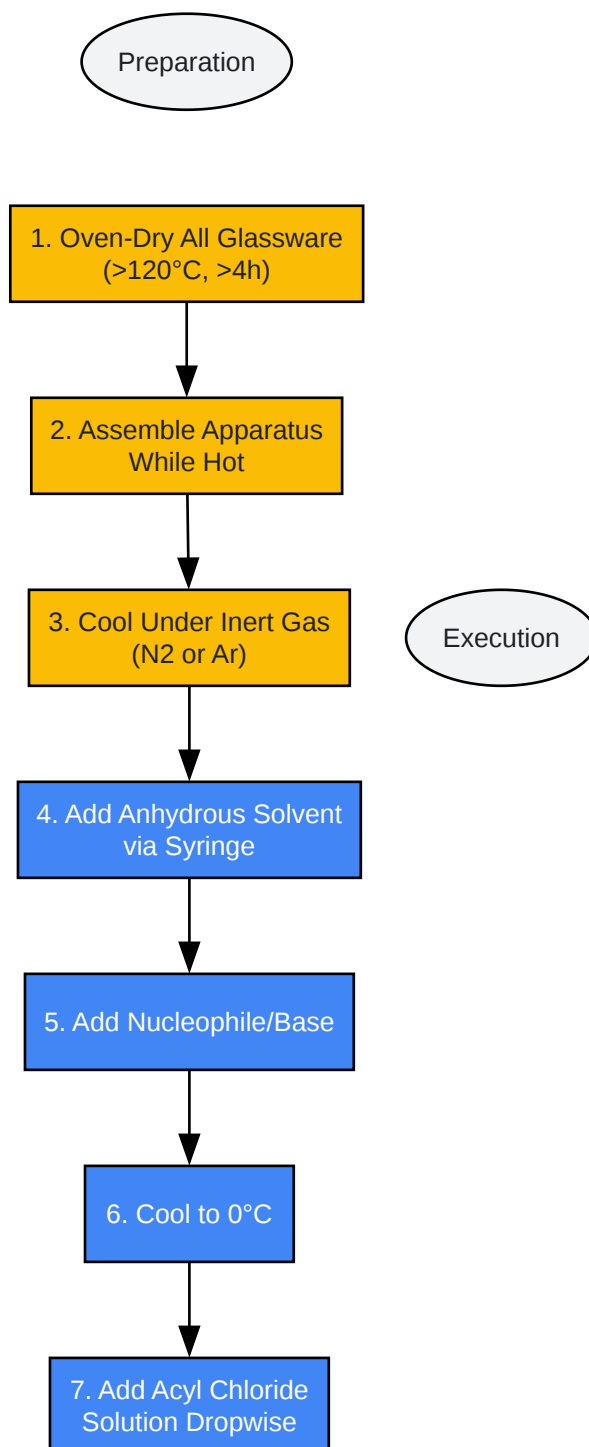 Preparation
1. Oven-Dry All Glassware
(>120°C, >4h)
2. Assemble Apparatus
While Hot
3. Cool Under Inert Gas
(N2 or Ar)
Execution
4. Add Anhydrous Solvent
via Syringe
5. Add Nucleophile/Base
6. Cool to 0°C
7. Add Acyl Chloride
Solution Dropwise